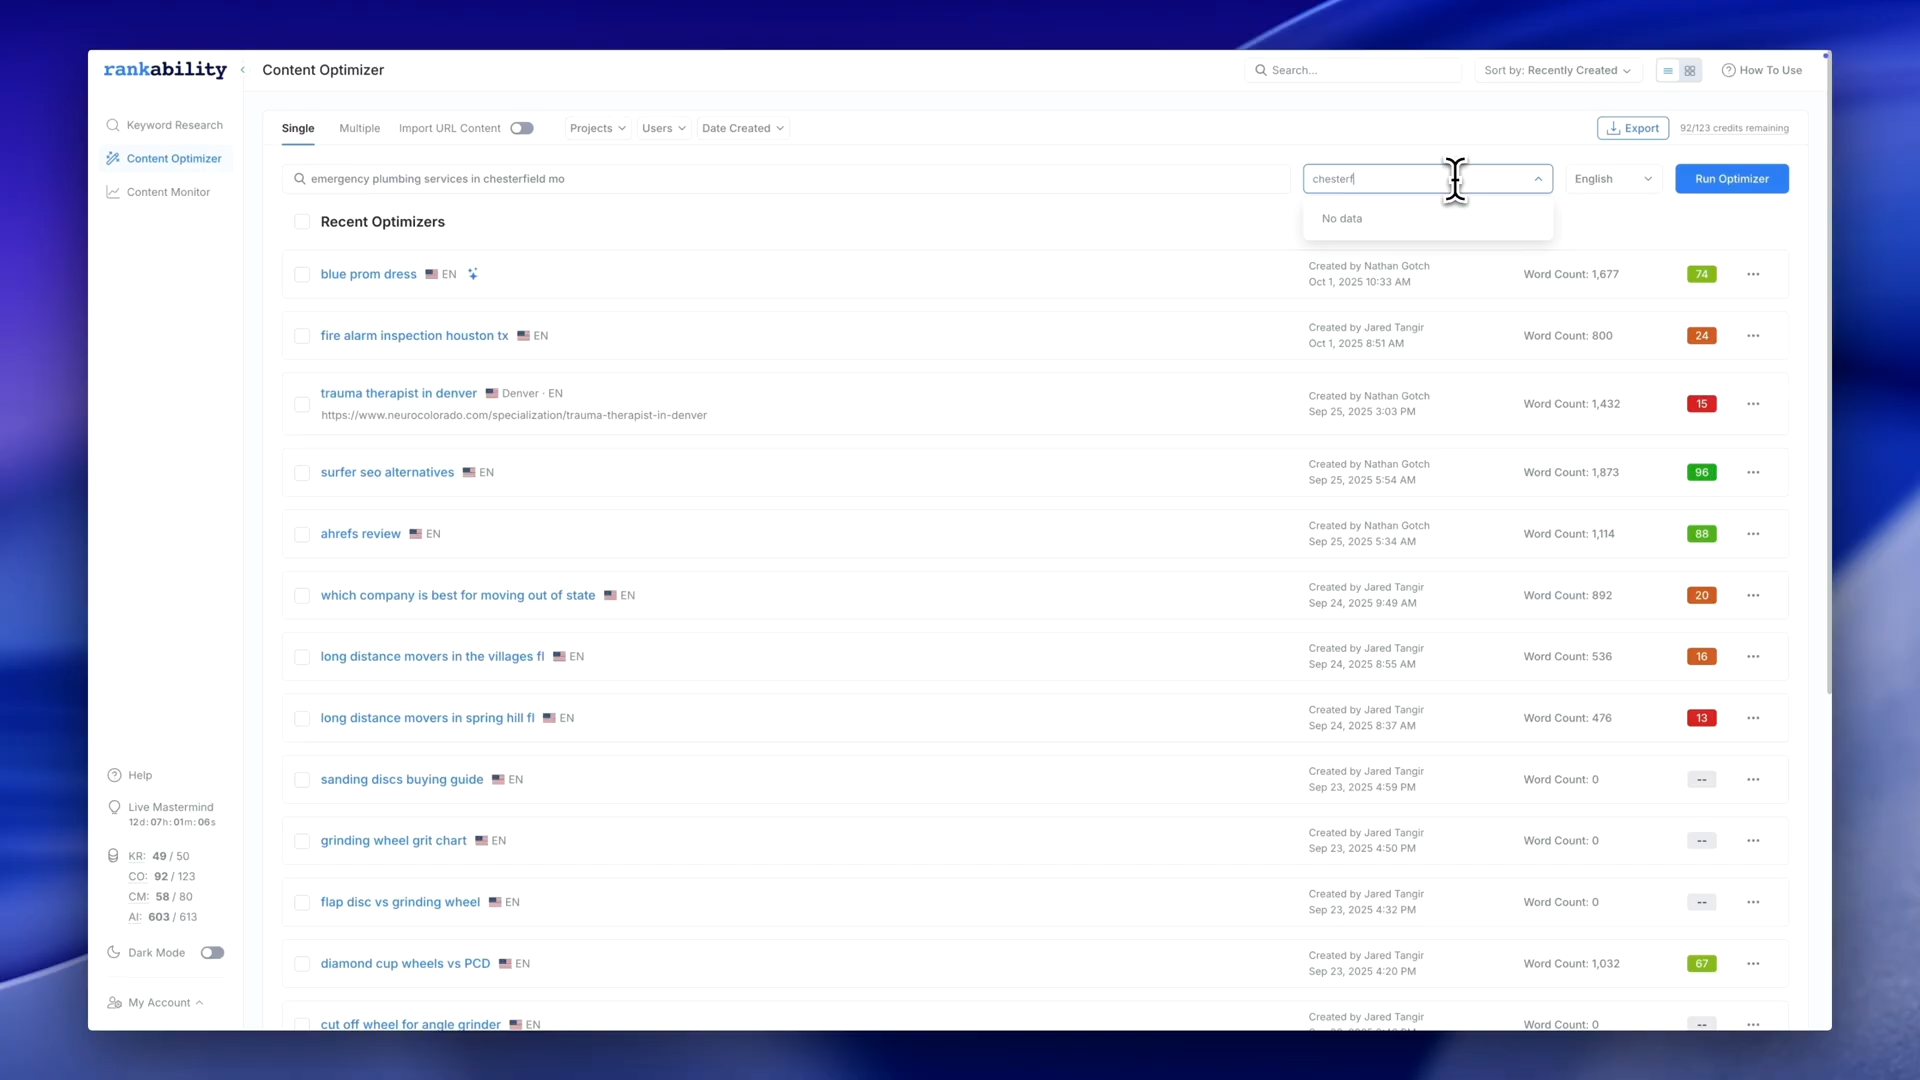 rankability
Content Optimizer
Search...
Sort by: Recently Created
How To Use
Keyword Research
Content Optimizer
Content Monitor
Single
Multiple
Import URL Content
Projects
Users
Date Created
Export
92/123 credits remaining
emergency plumbing services in chesterfield mo
chesterf
English
Run Optimizer
No data
Recent Optimizers
blue prom dress EN
Created by Nathan Gotch
Oct 1, 2025 10:33 AM
Word Count: 1,677
74
fire alarm inspection houston tx EN
Created by Jared Tangir
Oct 1, 2025 8:51 AM
Word Count: 800
24
trauma therapist in denver Denver · EN
https://www.neurocolorado.com/specialization/trauma-therapist-in-denver
Created by Nathan Gotch
Sep 25, 2025 3:03 PM
Word Count: 1,432
15
surfer seo alternatives EN
Created by Nathan Gotch
Sep 25, 2025 5:54 AM
Word Count: 1,873
96
ahrefs review EN
Created by Nathan Gotch
Sep 25, 2025 5:34 AM
Word Count: 1,114
88
which company is best for moving out of state EN
Created by Jared Tangir
Sep 24, 2025 9:49 AM
Word Count: 892
20
long distance movers in the villages fl EN
Created by Jared Tangir
Sep 24, 2025 8:55 AM
Word Count: 536
16
long distance movers in spring hill fl EN
Created by Jared Tangir
Sep 24, 2025 8:37 AM
Word Count: 476
13
sanding discs buying guide EN
Created by Jared Tangir
Sep 23, 2025 4:59 PM
Word Count: 0
--
grinding wheel grit chart EN
Created by Jared Tangir
Sep 23, 2025 4:50 PM
Word Count: 0
--
flap disc vs grinding wheel EN
Created by Jared Tangir
Sep 23, 2025 4:32 PM
Word Count: 0
--
diamond cup wheels vs PCD EN
Created by Jared Tangir
Sep 23, 2025 4:20 PM
Word Count: 1,032
67
cut off wheel for angle grinder EN
Created by Jared Tangir
Word Count: 0
--
Help
Live Mastermind
12d: 07h: 01m: 06s
KR: 49 / 50
CO: 92 / 123
CM: 58 / 80
AI: 603 / 613
Dark Mode
My Account